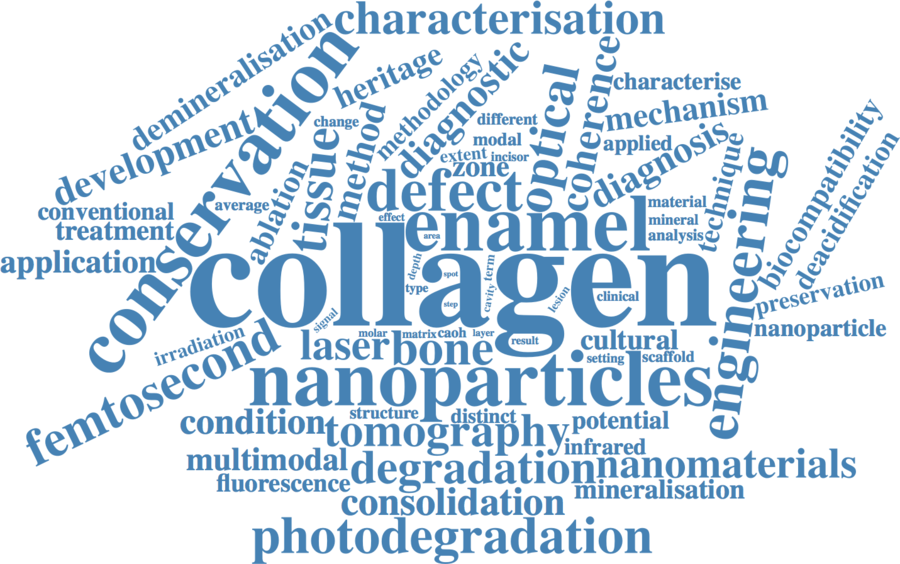 characterisation
demineralisation
conservation
heritage
methodology
diagnostic
optical
coherence
characterise
mechanism
development
change
tissue
method
different
modal
extent
incisor
zone
applied
diagnosis
technique
engineering
biocompatibility
deacidification
conventional
treatment
average
ablation
defect
effect
enamel
area
material
mineral
analysis
application
collagen
depth
type
spot
step
term
cavity
lesion
clinical
preservation
nanoparticle
irradiation
signal
femtosecond
laser
molar
matrix
caoh
layer
bone
result
cultural
setting
scaffold
nanoparticles
condition
structure
distinct
potential
tomography
infrared
multimodal
degradation
nanomaterials
fluorescence
mineralisation
consolidation
photodegradation